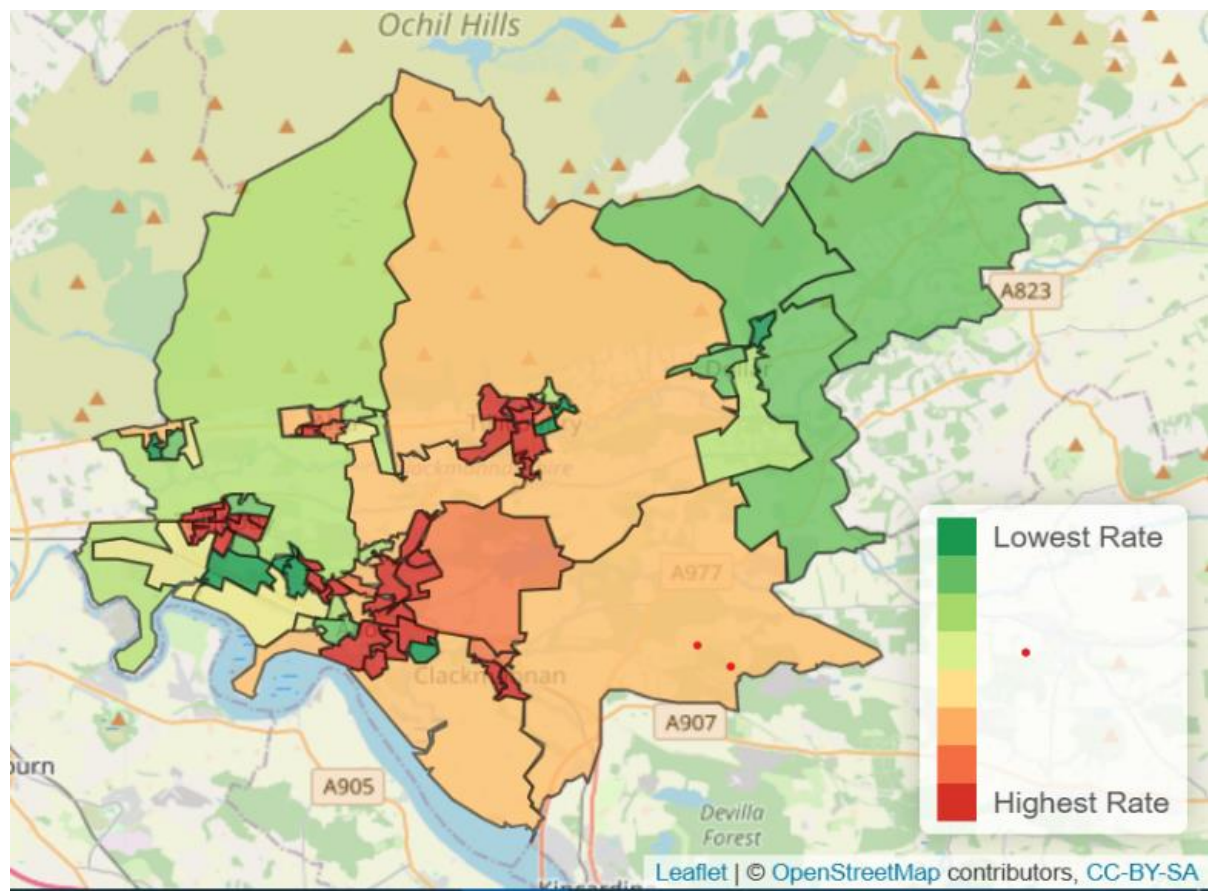 Ochil Hills
A823
Lowest Rate
A977
Clackmannan
A907
A905
Highest Rate
Devilla
Forest
Leaflet | © OpenStreetMap contributors, CC-BY-SA